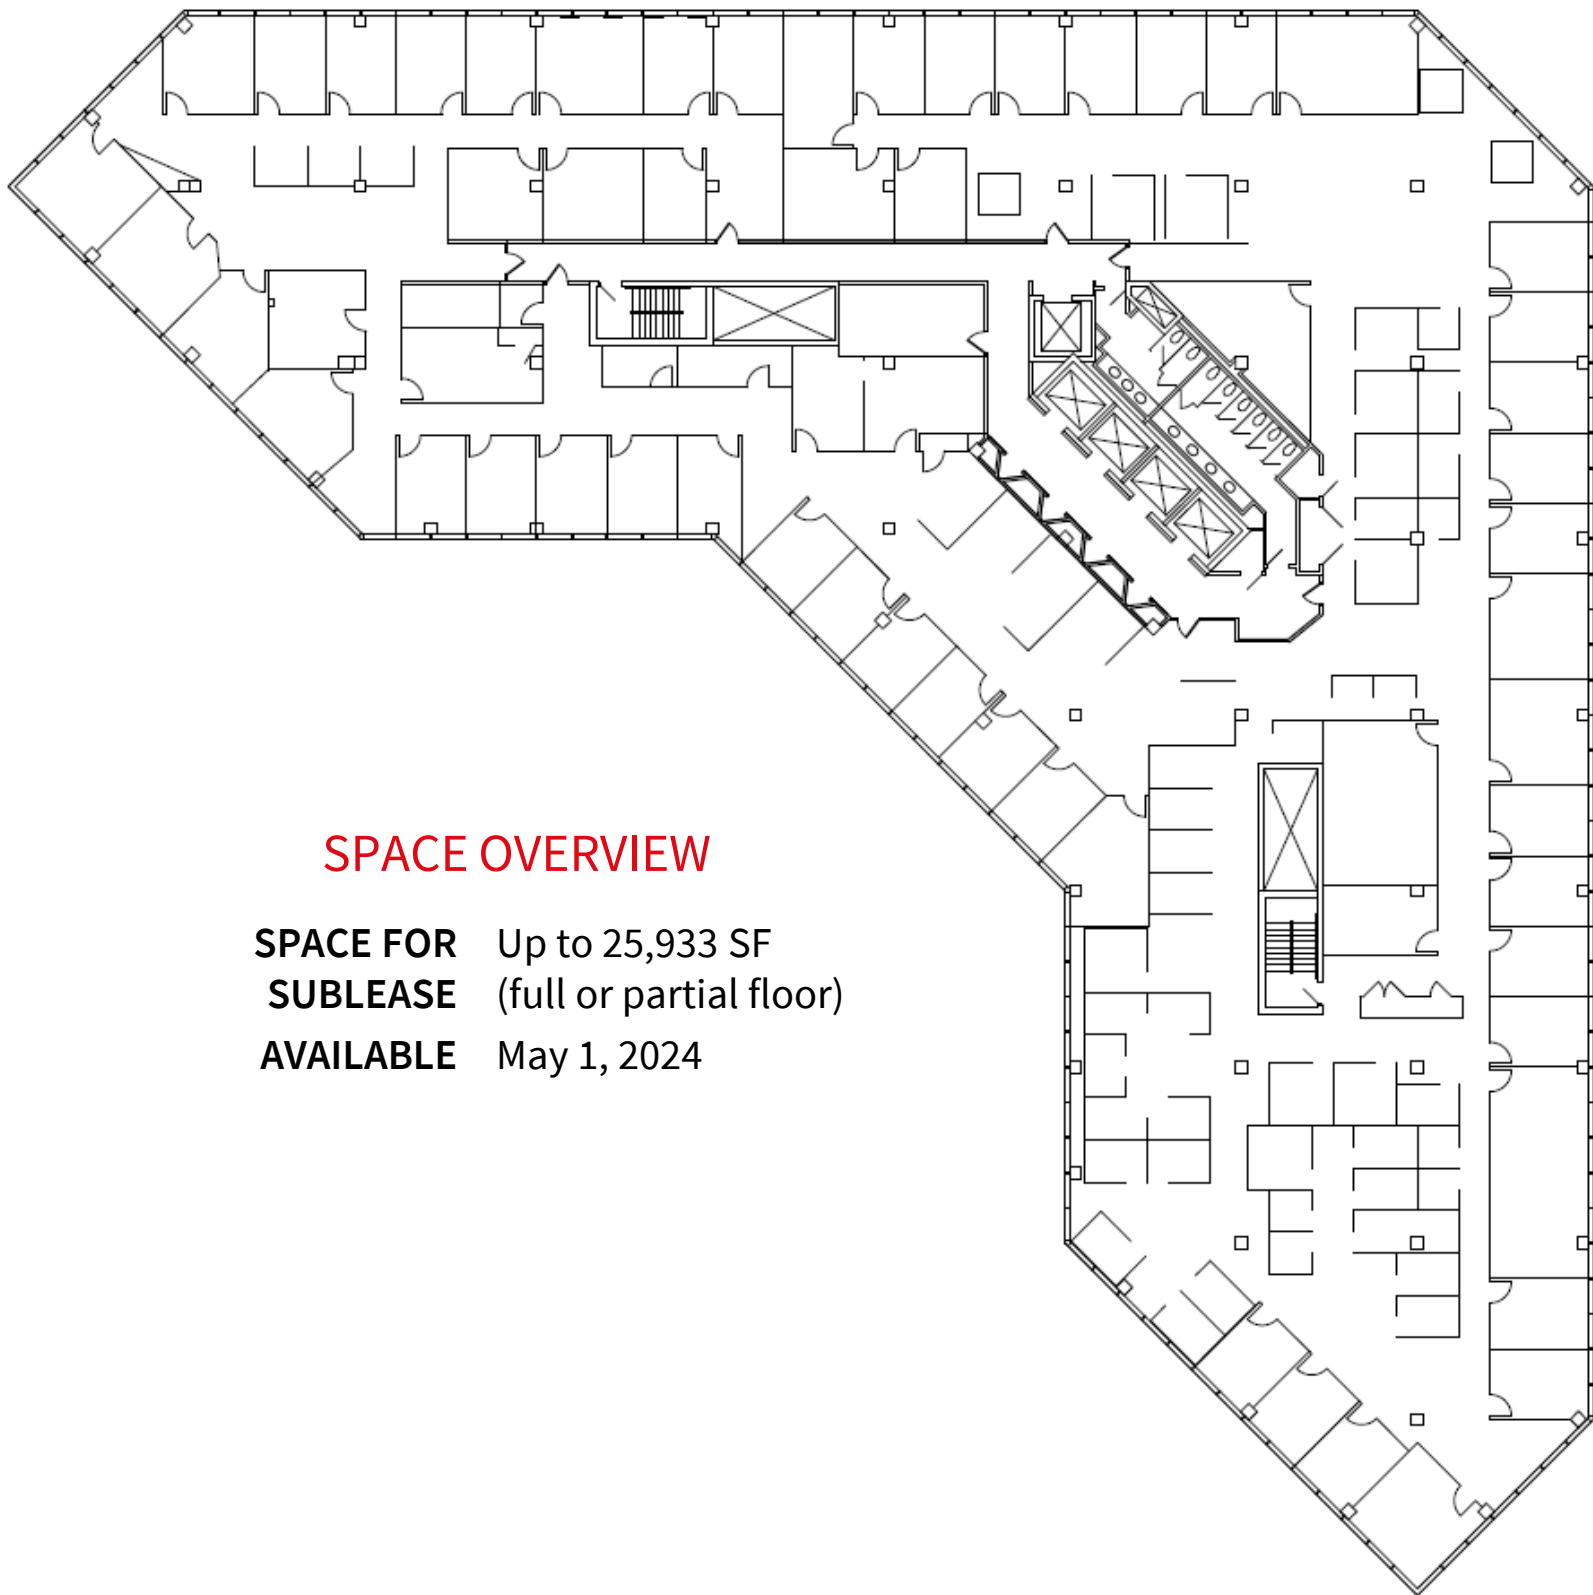 SPACE OVERVIEW
SPACE FOR Up to 25,933 SF
SUBLEASE (full or partial floor)
AVAILABLE May 1, 2024